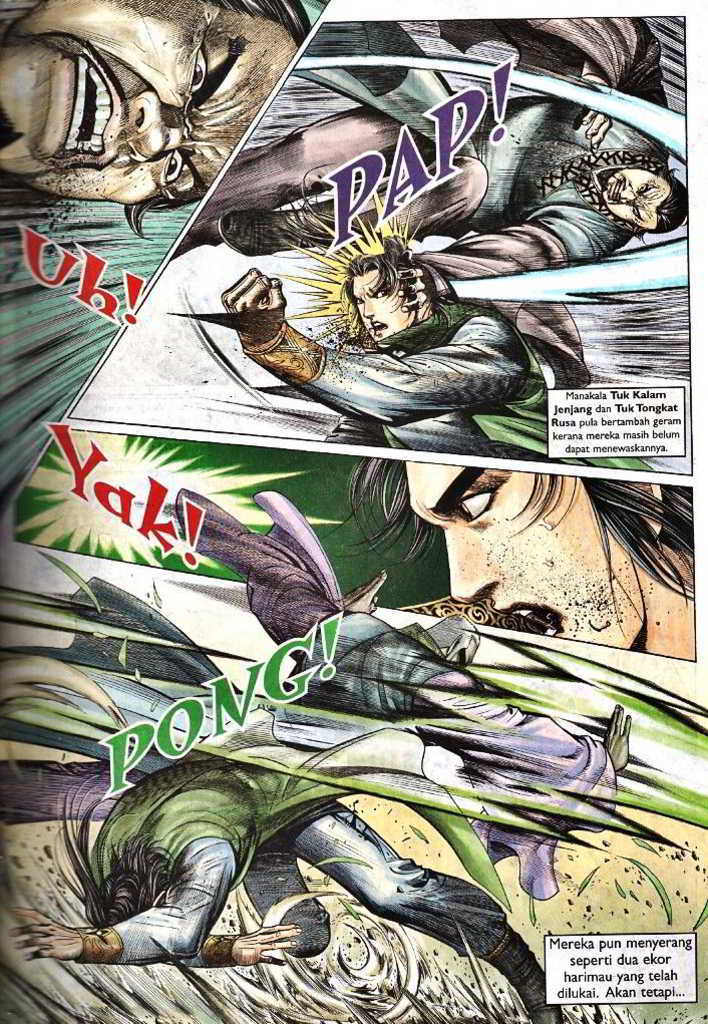 Uh!
PAP!
Manakala Tuk Kalam
Jenjang dan Tuk Tongkat
Rusa pula bertambah geram
kerana mereka masih belum
dapat menewaskannya.
Yak!
PONG!
Mereka pun menyerang
seperti dua ekor
harimau yang telah
dilukai. Akan tetapi...